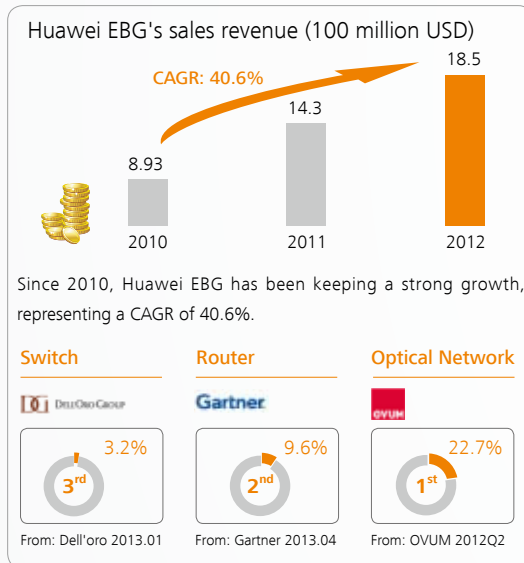 Huawei EBG's sales revenue (100 million USD)
CAGR: 40.6%
18.5
14.3
8.93
2010 2011 2012
Since 2010, Huawei EBG has been keeping a strong growth,
representing a CAGR of 40.6%.
Switch Router Optical Network
DELL'ORO GROUP Gartner OVUM
3.2% 9.6% 22.7%
3rd 2nd 1st
From: Dell'oro 2013.01 From: Gartner 2013.04 From: OVUM 2012Q2